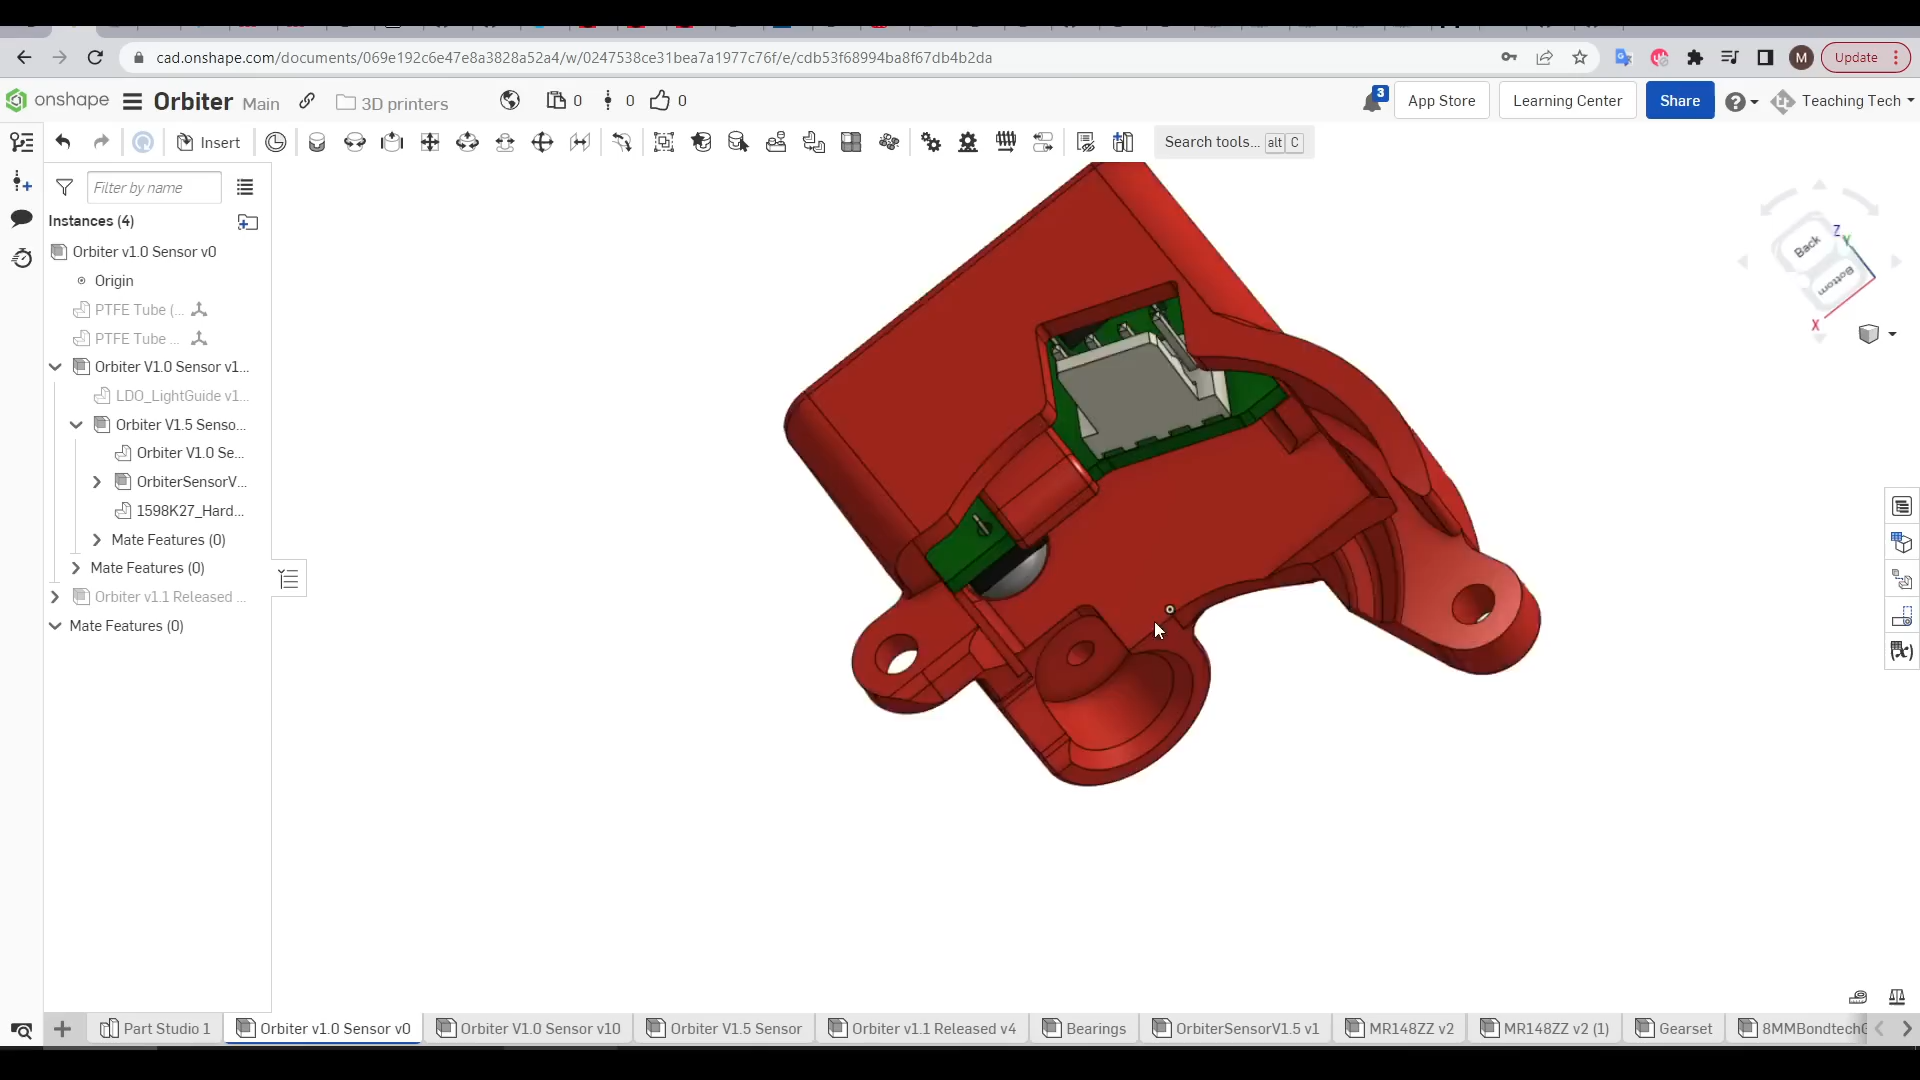 cad.onshape.com/documents/069e192c6e47e8a3828a52a4/w/0247538ce31bea7a1977c76f/e/cdb53f68994ba8f67db4b2da
M
Update
onshape
Orbiter Main
3D printers
0
0
0
3
App Store
Learning Center
Share
Teaching Tech
Insert
Search tools... alt C
Filter by name
Instances (4)
Orbiter v1.0 Sensor v0
Origin
PTFE Tube (...
PTFE Tube ...
Orbiter V1.0 Sensor v1...
LDO_LightGuide v1...
Orbiter V1.5 Senso...
Orbiter V1.0 Se...
OrbiterSensorV...
1598K27_Hard...
Mate Features (0)
Mate Features (0)
Orbiter v1.1 Released ...
Mate Features (0)
Z
Y
Back
Bottom
X
(x)
Part Studio 1
Orbiter v1.0 Sensor v0
Orbiter V1.0 Sensor v10
Orbiter V1.5 Sensor
Orbiter v1.1 Released v4
Bearings
OrbiterSensorV1.5 v1
MR148ZZ v2
MR148ZZ v2 (1)
Gearset
8MMBondtech